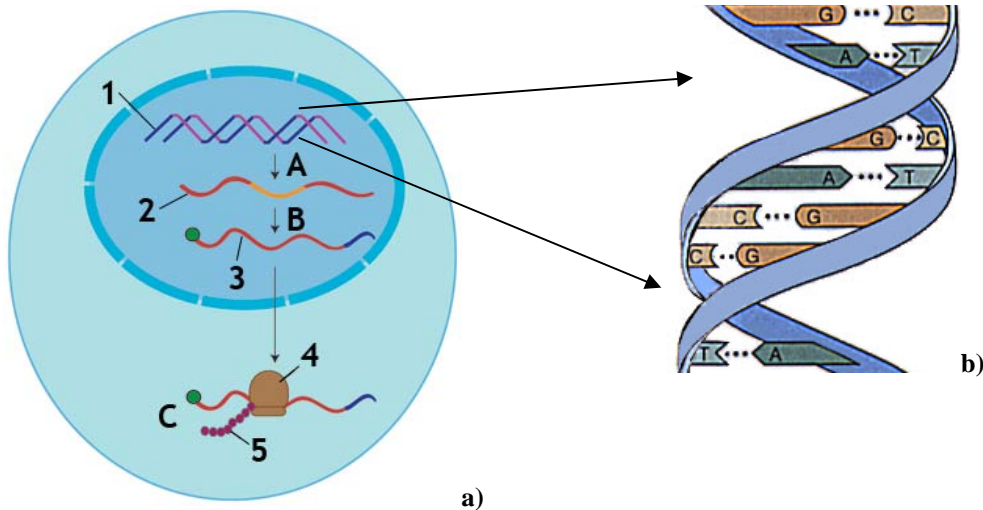 1
A
2
B
3
4
C
5
a)
G ••• C
A ••• T
G ••• C
A ••• T
C ••• G
C •• G
T ••• A
b)